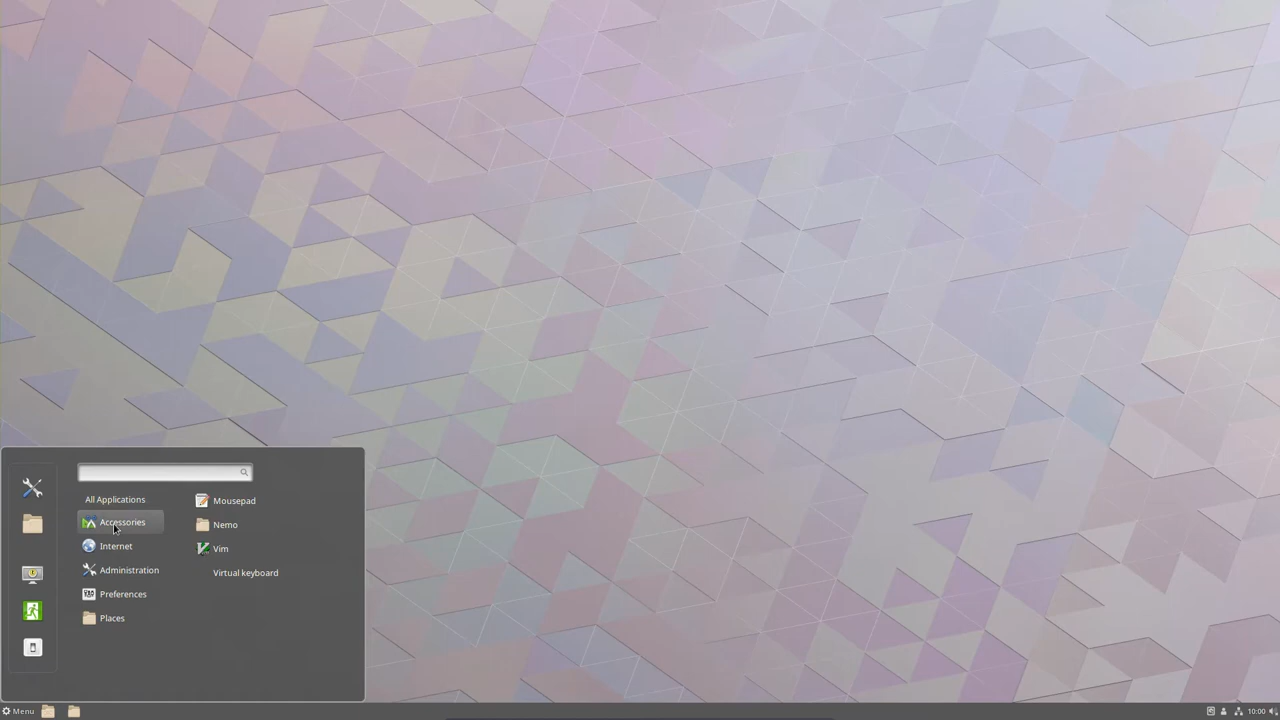 All Applications
Accessories
Internet
Administration
Preferences
Places
Mousepad
Nemo
Vim
Virtual keyboard
Menu
10:00